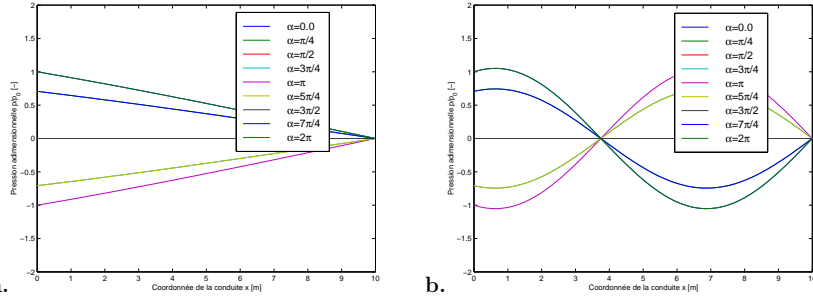 2
1.5
1
0.5
0
−0.5
−1
−1.5
−2
Pression adimensionnelle p/p0 [−]
0 1 2 3 4 5 6 7 8 9 10
Coordonnée de la conduite x [m]
α=0.0
α=π/4
α=π/2
α=3π/4
α=π
α=5π/4
α=3π/2
α=7π/4
α=2π
2
1.5
1
0.5
0
−0.5
−1
−1.5
−2
Pression adimensionnelle p/p0 [−]
0 1 2 3 4 5 6 7 8 9 10
Coordonnée de la conduite x [m]
α=0.0
α=π/4
α=π/2
α=3π/4
α=π
α=5π/4
α=3π/2
α=7π/4
α=2π
b.